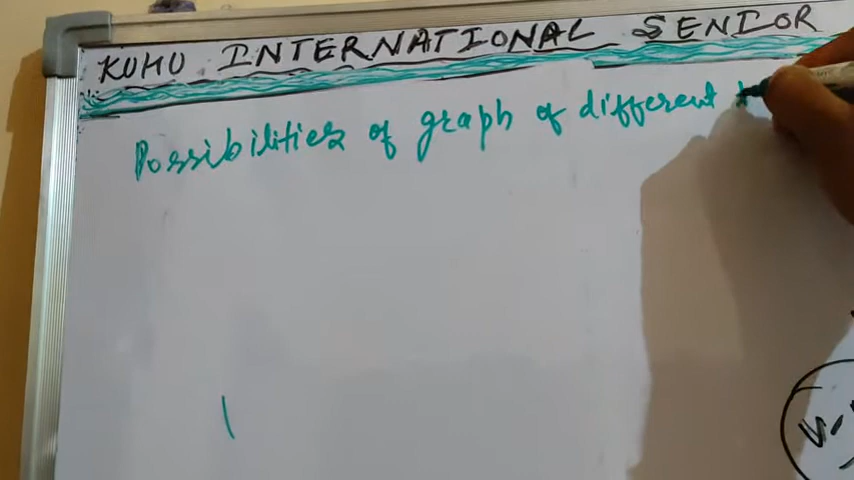 KUHU INTERNATIONAL SENIOR
Possibilities of graph of different